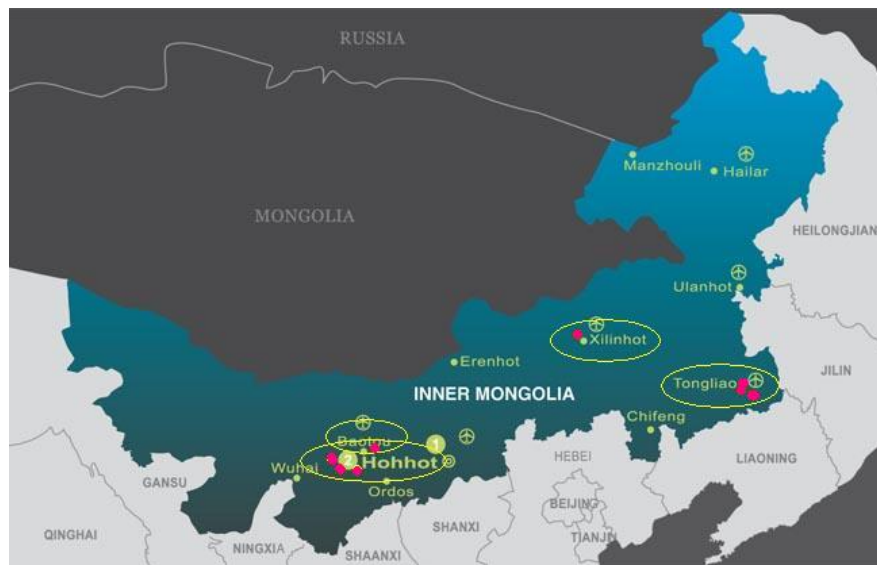 RUSSIA
MONGOLIA
Manzhouli
Hailar
HEILONGJIAN
Ulanhot
Xilinhot
Erenhot
Tongliao
JILIN
INNER MONGOLIA
Chifeng
Baotou
1
2
Hohhot
HEBEI
LIAONING
Wuhai
GANSU
Ordos
BEIJING
QINGHAI
NINGXIA
SHAANXI
SHANXI
TIANJIN